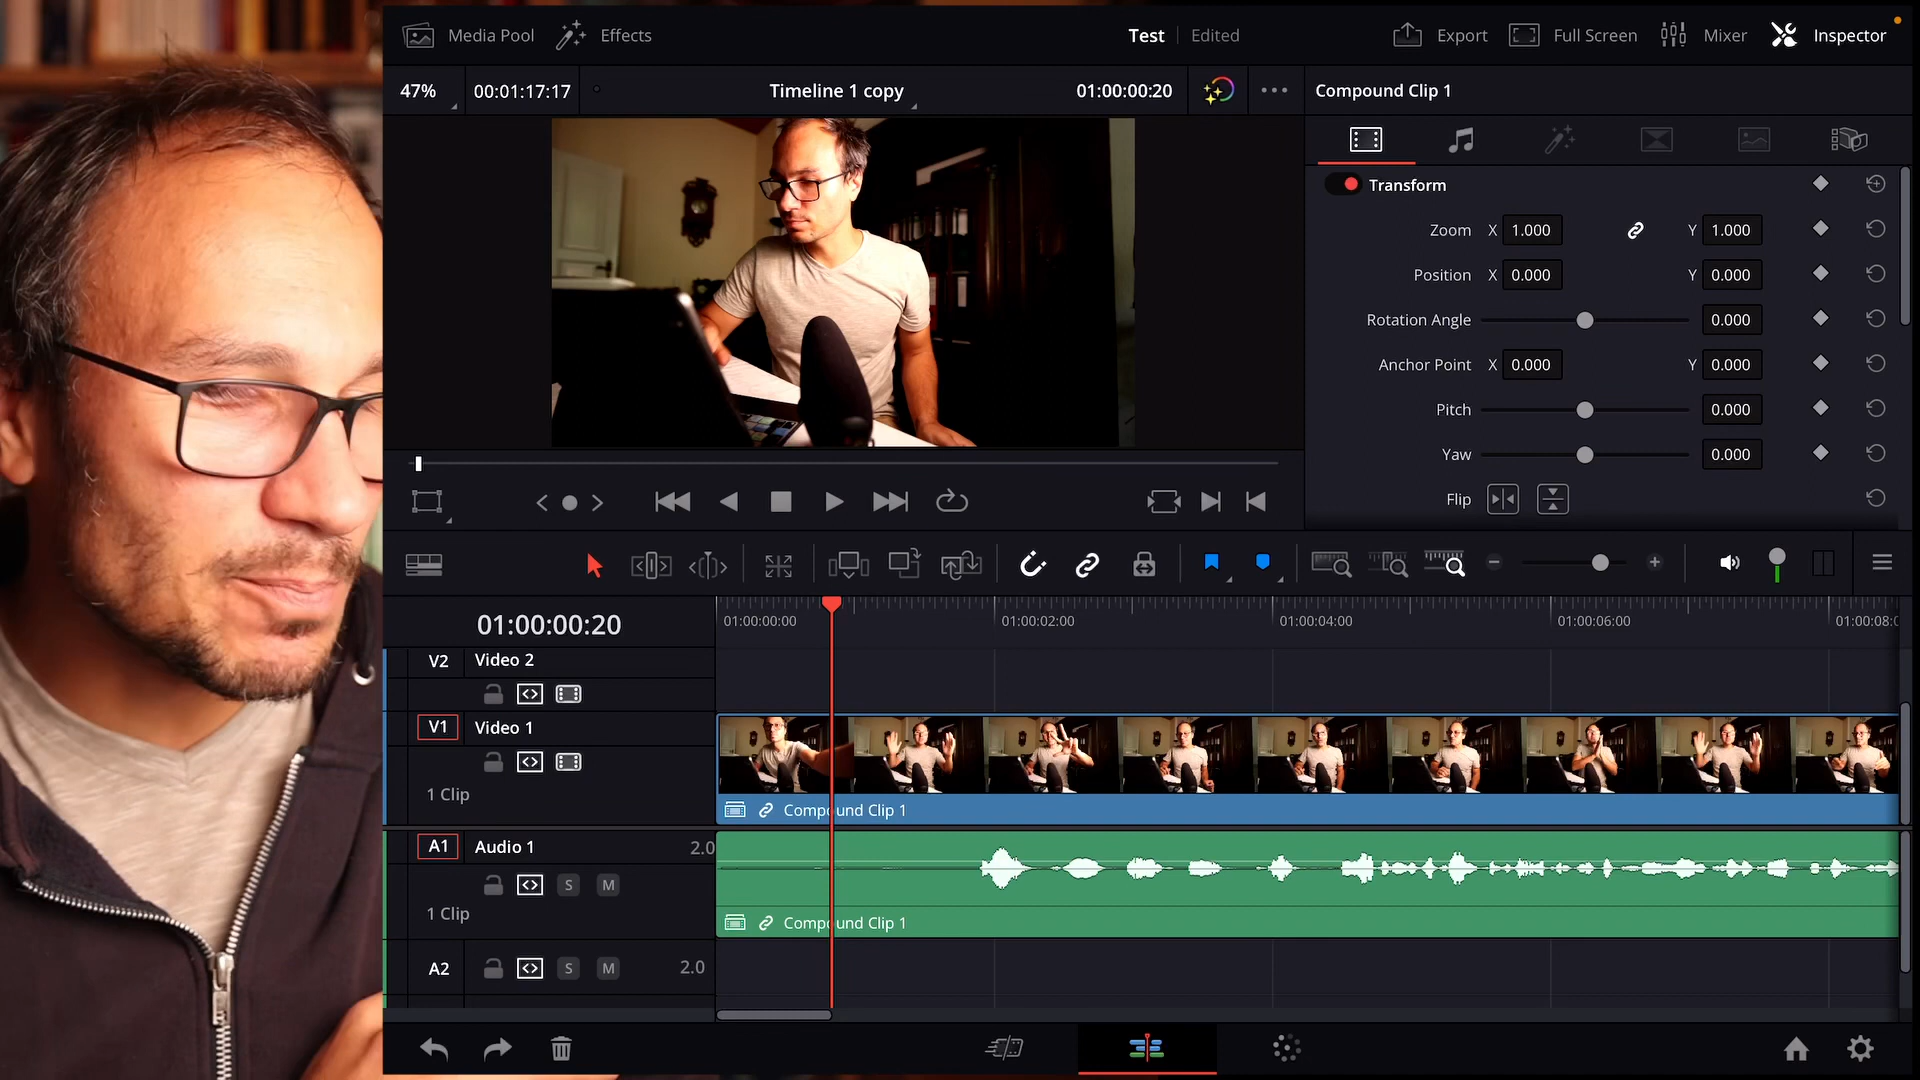 Media Pool Effects Test Edited Export Full Screen Mixer Inspector
47% 00:01:17:17 Timeline 1 copy 01:00:00:20 Compound Clip 1
Transform
Zoom X 1.000 Y 1.000
Position X 0.000 Y 0.000
Rotation Angle 0.000
Anchor Point X 0.000 Y 0.000
Pitch 0.000
Yaw 0.000
Flip
01:00:00:20 01:00:00:00 01:00:02:00 01:00:04:00 01:00:06:00 01:00:08:0
V2 Video 2
V1 Video 1
1 Clip
Compound Clip 1
A1 Audio 1 2.0
S M
1 Clip
Compound Clip 1
A2 S M 2.0